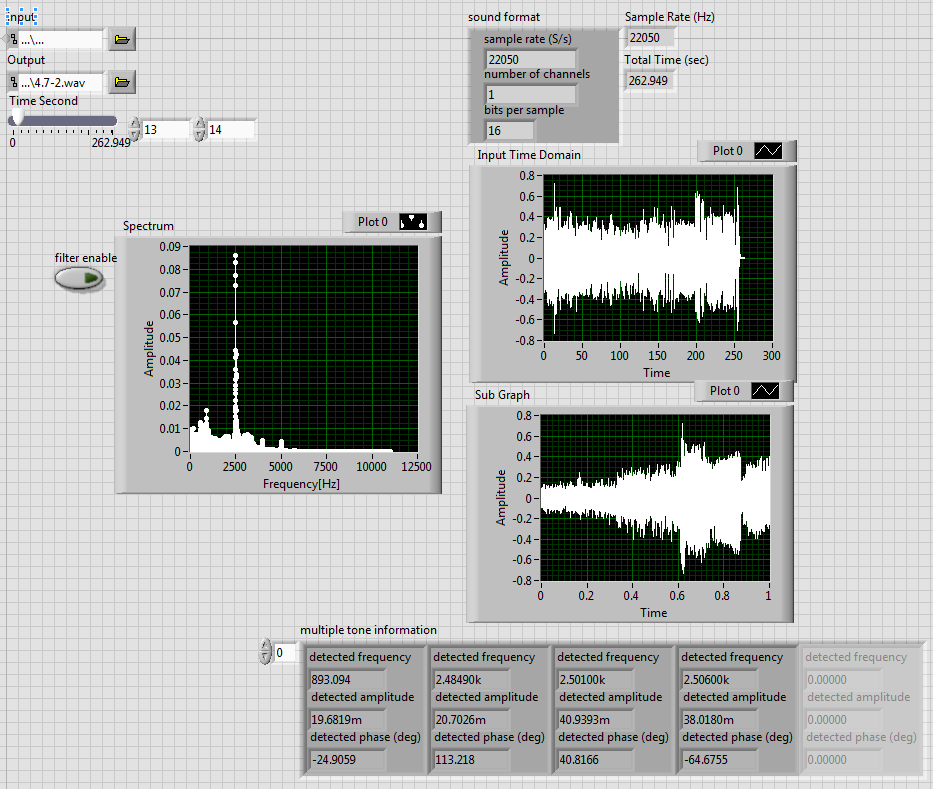 input
...\...
Output
...\4.7-2.wav
Time Second
0
262.949
13
14
sound format
sample rate (S/s)
22050
number of channels
1
bits per sample
16
Sample Rate (Hz)
22050
Total Time (sec)
262.949
Input Time Domain
Plot 0
Amplitude
0.8
0.6
0.4
0.2
0
-0.2
-0.4
-0.6
-0.8
0 50 100 150 200 250 300
Time
filter enable
Spectrum
Plot 0
Amplitude
0.09
0.08
0.07
0.06
0.05
0.04
0.03
0.02
0.01
0
0 2500 5000 7500 10000 12500
Frequency[Hz]
Sub Graph
Plot 0
Amplitude
0.8
0.6
0.4
0.2
0
-0.2
-0.4
-0.6
-0.8
0 0.2 0.4 0.6 0.8 1
Time
multiple tone information
0
detected frequency
893.094
detected amplitude
19.6819m
detected phase (deg)
-24.9059
detected frequency
2.48490k
detected amplitude
20.7026m
detected phase (deg)
113.218
detected frequency
2.50100k
detected amplitude
40.9393m
detected phase (deg)
40.8166
detected frequency
2.50600k
detected amplitude
38.0180m
detected phase (deg)
-64.6755
detected frequency
0.00000
detected amplitude
0.00000
detected phase (deg)
0.00000